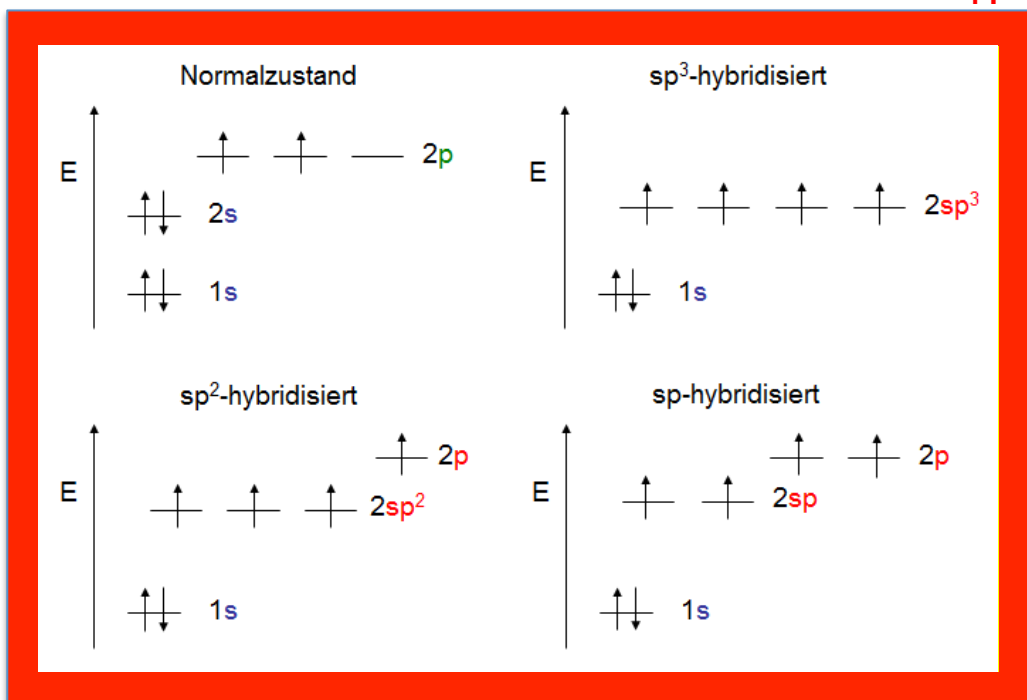 Normalzustand
E
2p
2s
1s
sp³-hybridisiert
E
2sp³
1s
sp²-hybridisiert
E
2p
2sp²
1s
sp-hybridisiert
E
2p
2sp
1s